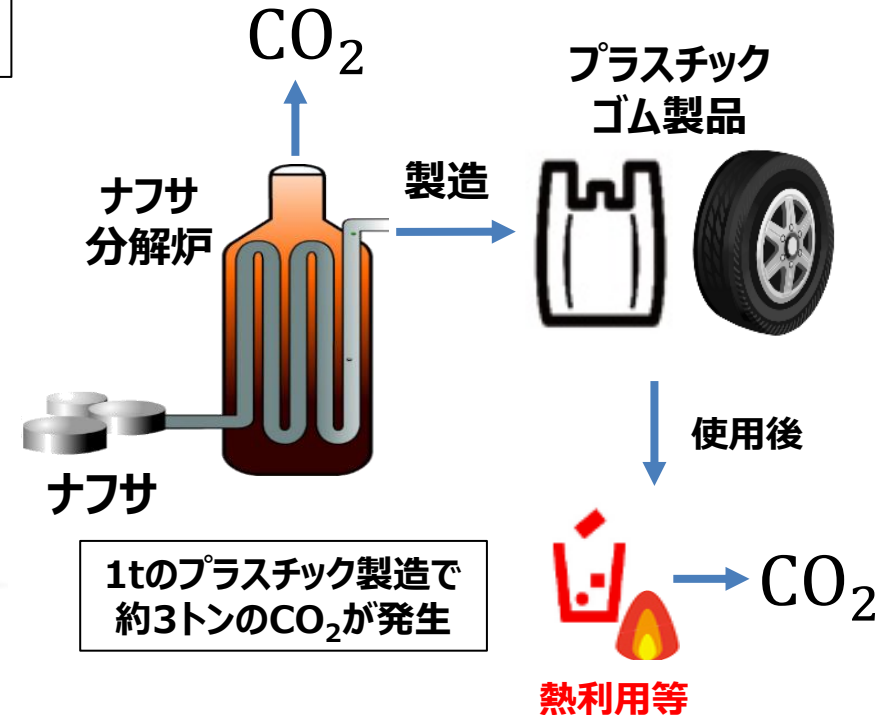 CO₂
プラスチック
ゴム製品
製造
ナフサ
分解炉
使用後
ナフサ
1tのプラスチック製造で
約3トンのCO₂が発生
CO₂
熱利用等